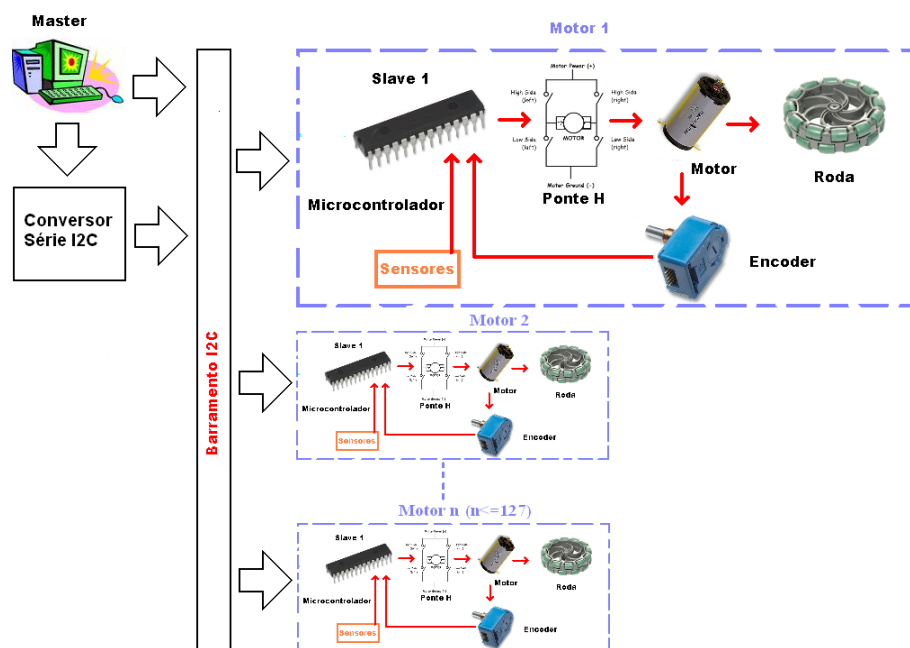 Master
Conversor
Série I2C
Barramento I2C
Motor 1
Slave 1
Microcontrolador
Sensores
Motor Power (+)
High Side
(left)
High Side
(right)
MOTOR
Low Side
(left)
Low Side
(right)
Motor Ground (-)
Ponte H
Motor
Roda
Encoder
Motor 2
Slave 1
Microcontrolador
Sensores
Ponte H
Motor
Roda
Encoder
Motor n (n<=127)
Slave 1
Microcontrolador
Sensores
Ponte H
Motor
Roda
Encoder